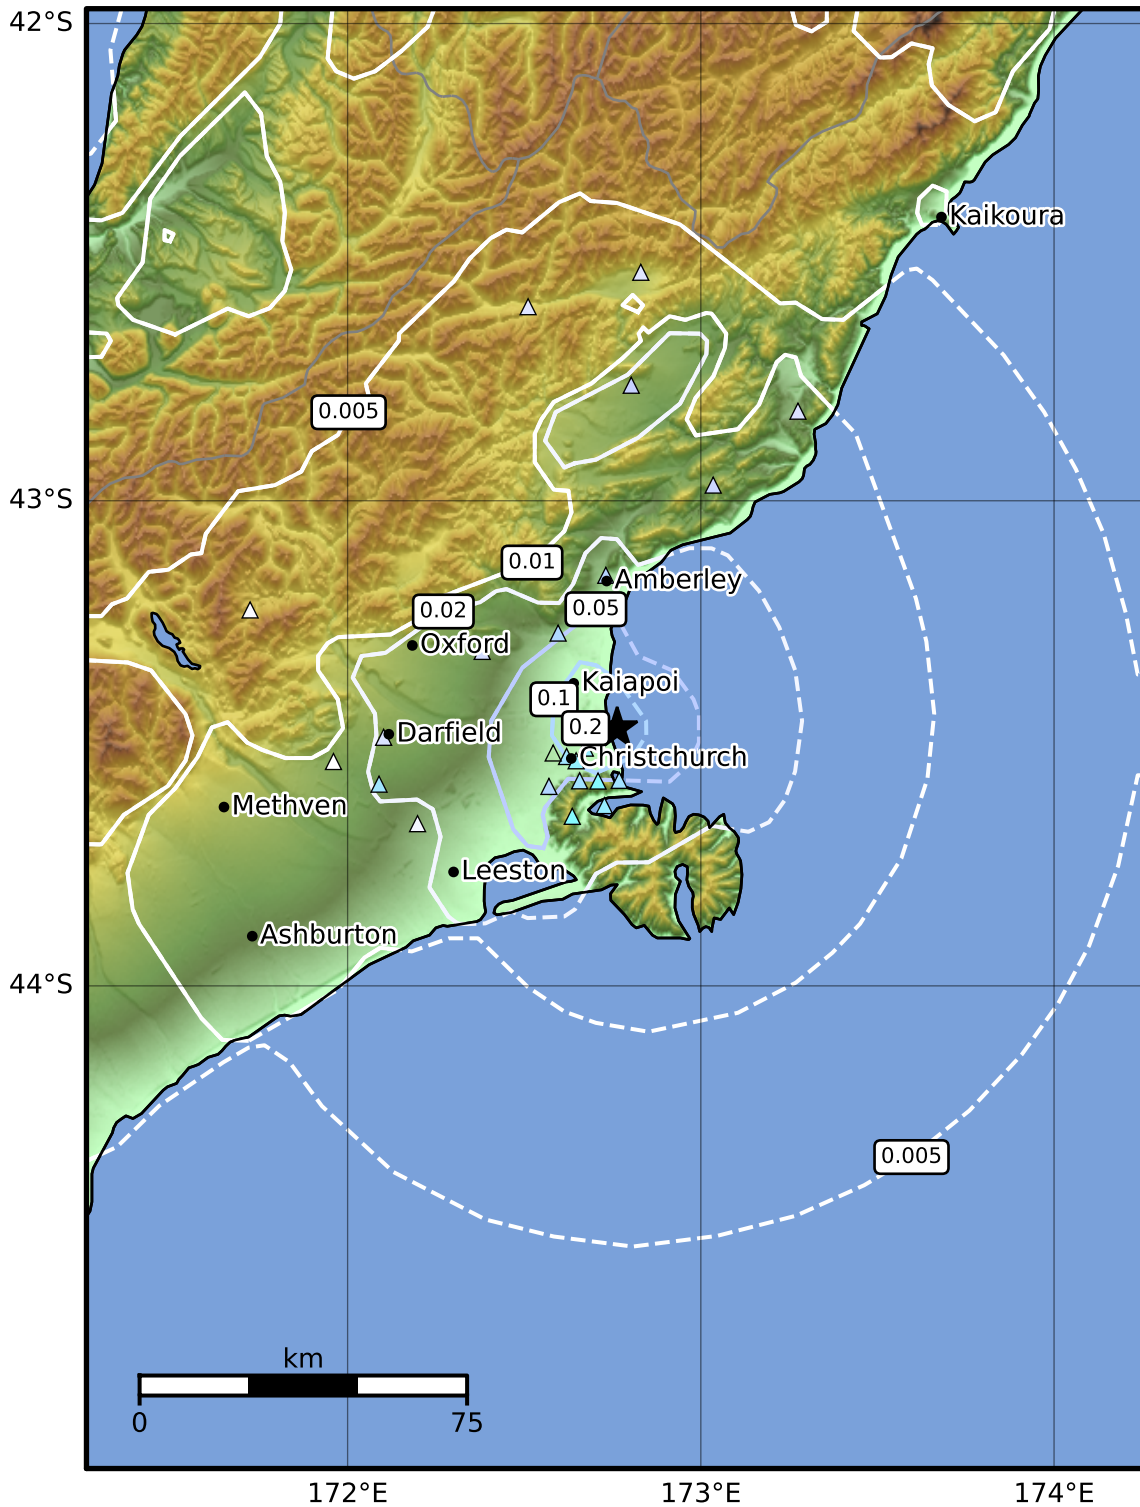 42°S
Kaikoura
0.005
43°S
0.01
Amberley
0.02
0.05
Oxford
Kaiapoi
0.1
0.2
Darfield
Christchurch
Methven
Leeston
Ashburton
44°S
0.005
km
0
75
172°E
173°E
174°E